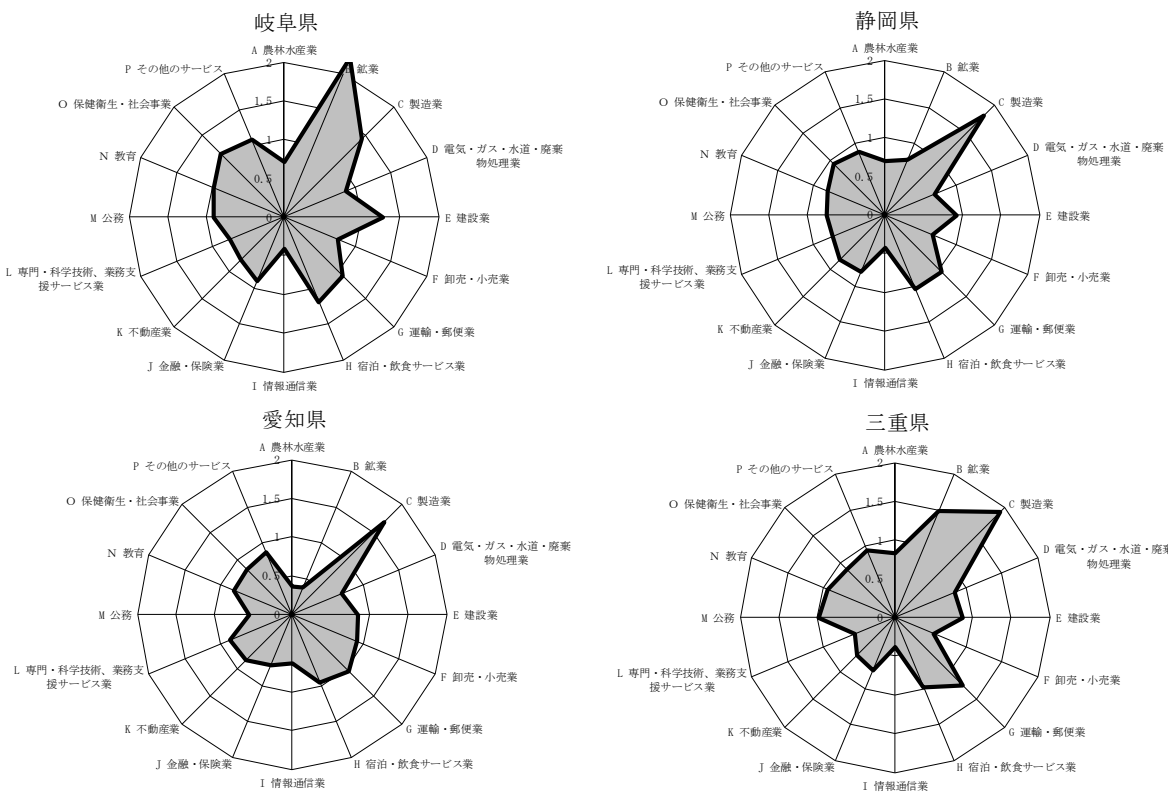 岐阜県
A 農林水産業
B 鉱業
C 製造業
D 電気・ガス・水道・廃棄
物処理業
E 建設業
F 卸売・小売業
G 運輸・郵便業
H 宿泊・飲食サービス業
I 情報通信業
J 金融・保険業
K 不動産業
L 専門・科学技術、業務支
援サービス業
M 公務
N 教育
O 保健衛生・社会事業
P その他のサービス
2
1.5
1
0.5
0
静岡県
A 農林水産業
B 鉱業
C 製造業
D 電気・ガス・水道・廃棄
物処理業
E 建設業
F 卸売・小売業
G 運輸・郵便業
H 宿泊・飲食サービス業
I 情報通信業
J 金融・保険業
K 不動産業
L 専門・科学技術、業務支
援サービス業
M 公務
N 教育
O 保健衛生・社会事業
P その他のサービス
2
1.5
1
0.5
0
愛知県
A 農林水産業
B 鉱業
C 製造業
D 電気・ガス・水道・廃棄
物処理業
E 建設業
F 卸売・小売業
G 運輸・郵便業
H 宿泊・飲食サービス業
I 情報通信業
J 金融・保険業
K 不動産業
L 専門・科学技術、業務支
援サービス業
M 公務
N 教育
O 保健衛生・社会事業
P その他のサービス
2
1.5
1
0.5
0
三重県
A 農林水産業
B 鉱業
C 製造業
D 電気・ガス・水道・廃棄
物処理業
E 建設業
F 卸売・小売業
G 運輸・郵便業
H 宿泊・飲食サービス業
I 情報通信業
J 金融・保険業
K 不動産業
L 専門・科学技術、業務支
援サービス業
M 公務
N 教育
O 保健衛生・社会事業
P その他のサービス
2
1.5
1
0.5
0